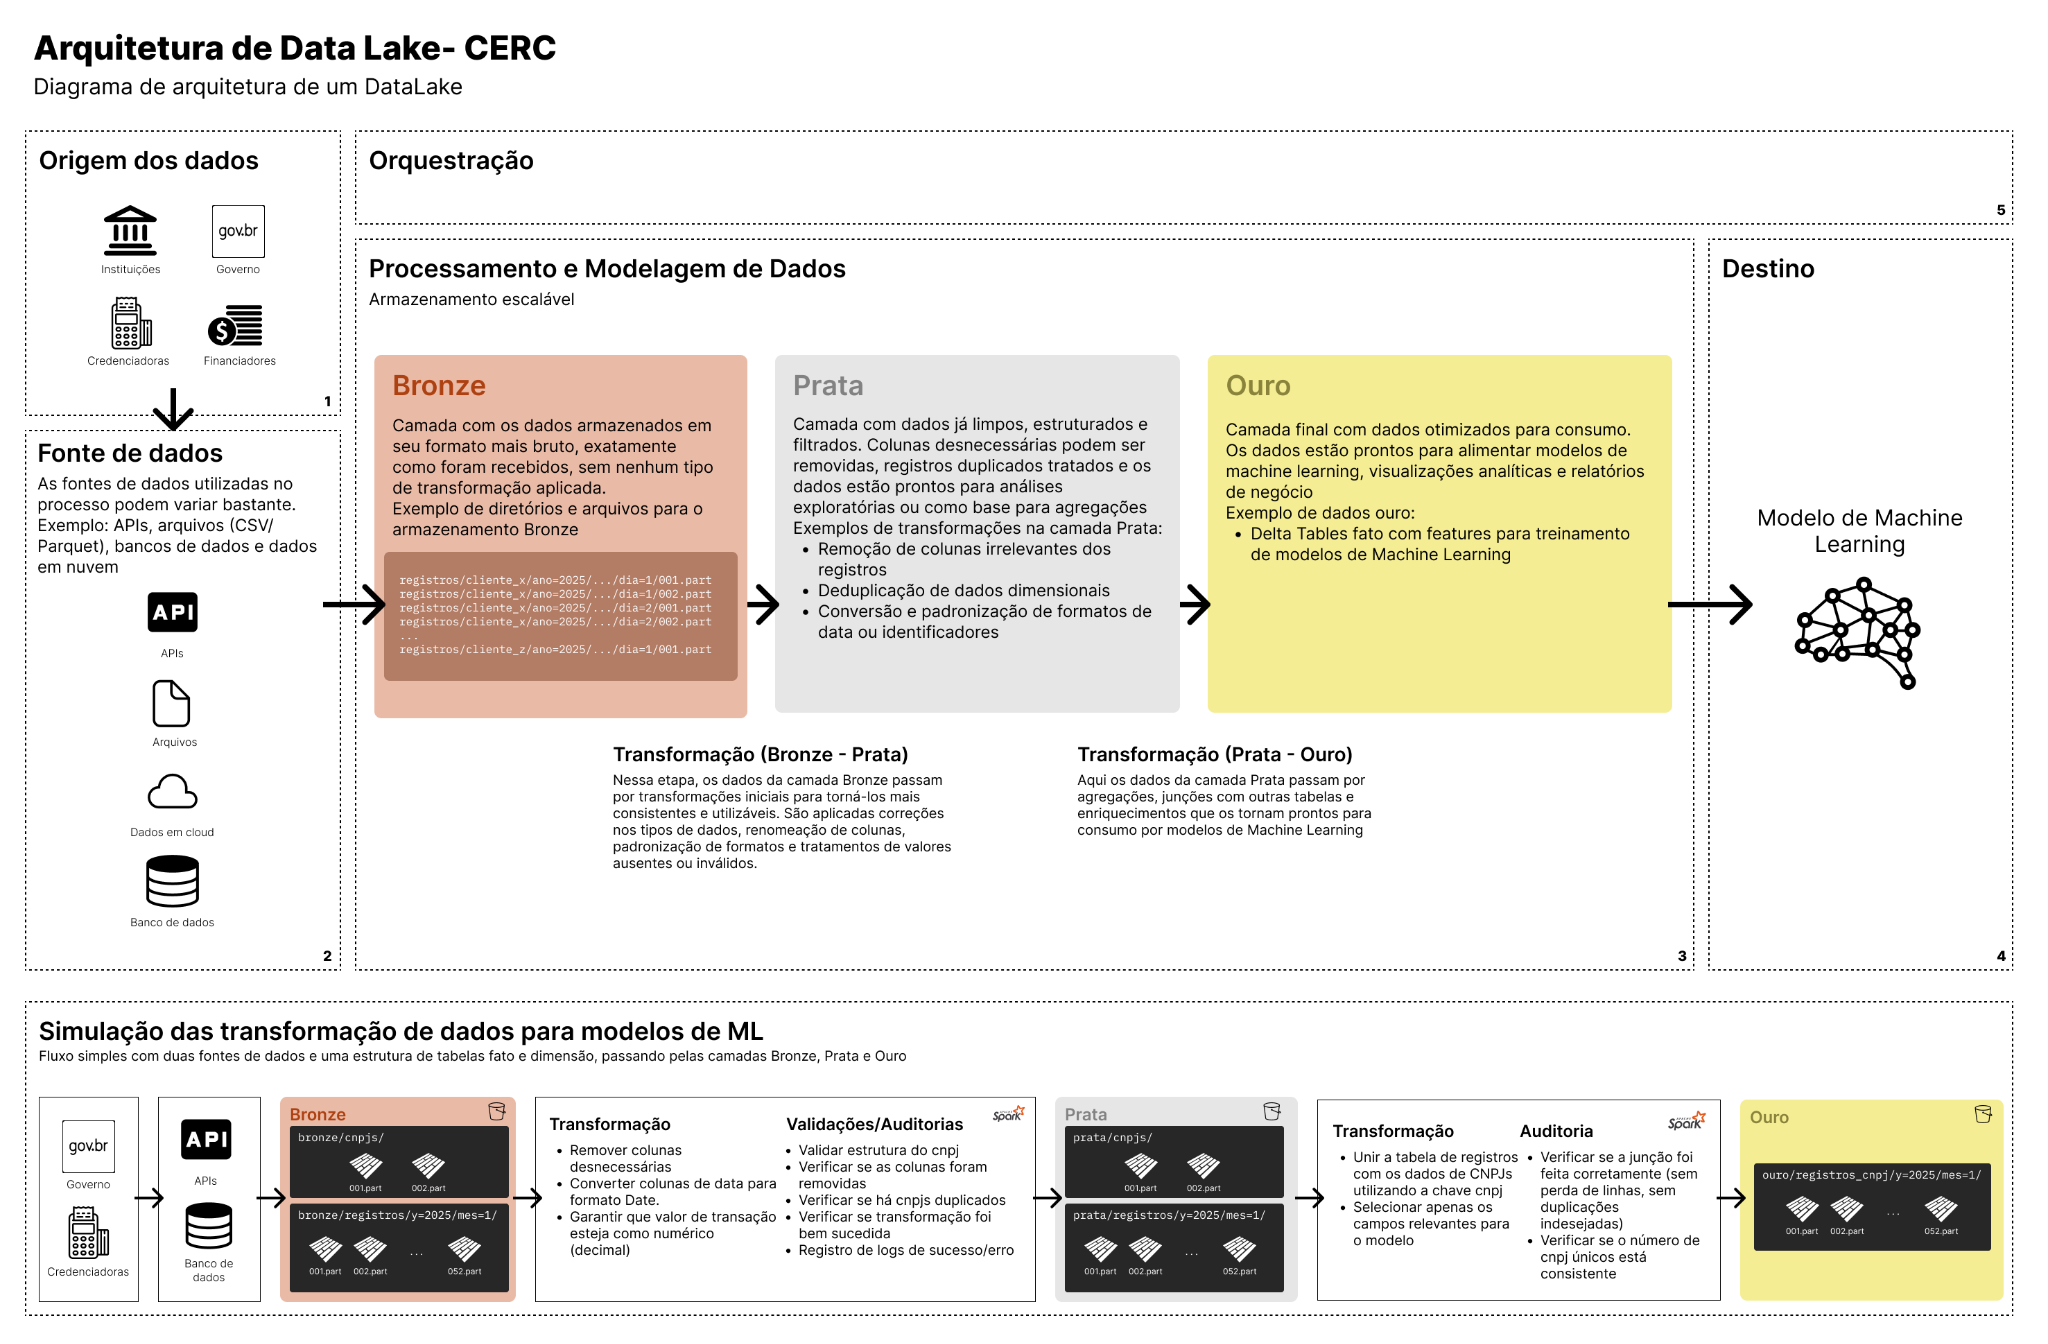 Arquitetura de Data Lake- CERC
Diagrama de arquitetura de um DataLake
Origem dos dados
gov.br
Instituições
Governo
$
Credenciadoras
Financiadores
1
Fonte de dados
As fontes de dados utilizadas no
processo podem variar bastante.
Exemplo: APIs, arquivos (CSV/
Parquet), bancos de dados e dados
em nuvem
API
APIs
Arquivos
Dados em cloud
Banco de dados
2
Orquestração
5
Processamento e Modelagem de Dados
Armazenamento escalável
Bronze
Camada com os dados armazenados em
seu formato mais bruto, exatamente
como foram recebidos, sem nenhum tipo
de transformação aplicada.
Exemplo de diretórios e arquivos para o
armazenamento Bronze
registros/cliente_x/ano=2025/.../dia=1/001.part
registros/cliente_x/ano=2025/.../dia=1/002.part
registros/cliente_x/ano=2025/.../dia=2/001.part
registros/cliente_x/ano=2025/.../dia=2/002.part
...
registros/cliente_z/ano=2025/.../dia=1/001.part
Prata
Camada com dados já limpos, estruturados e
filtrados. Colunas desnecessárias podem ser
removidas, registros duplicados tratados e os
dados estão prontos para análises
exploratórias ou como base para agregações
Exemplos de transformações na camada Prata:
• Remoção de colunas irrelevantes dos
registros
• Deduplicação de dados dimensionais
• Conversão e padronização de formatos de
data ou identificadores
Ouro
Camada final com dados otimizados para consumo.
Os dados estão prontos para alimentar modelos de
machine learning, visualizações analíticas e relatórios
de negócio
Exemplo de dados ouro:
• Delta Tables fato com features para treinamento
de modelos de Machine Learning
Transformação (Bronze - Prata)
Nessa etapa, os dados da camada Bronze passam
por transformações iniciais para torná-los mais
consistentes e utilizáveis. São aplicadas correções
nos tipos de dados, renomeação de colunas,
padronização de formatos e tratamentos de valores
ausentes ou inválidos.
Transformação (Prata - Ouro)
Aqui os dados da camada Prata passam por
agregações, junções com outras tabelas e
enriquecimentos que os tornam prontos para
consumo por modelos de Machine Learning
3
Destino
Modelo de Machine
Learning
4
Simulação das transformação de dados para modelos de ML
Fluxo simples com duas fontes de dados e uma estrutura de tabelas fato e dimensão, passando pelas camadas Bronze, Prata e Ouro
gov.br
Governo
Credenciadoras
API
APIs
Banco de
dados
Bronze
bronze/cnpjs/
001.part
002.part
bronze/registros/y=2025/mes=1/
...
001.part
002.part
052.part
APACHE
Spark
Transformação
• Remover colunas
desnecessárias
• Converter colunas de data para
formato Date.
• Garantir que valor de transação
esteja como numérico
(decimal)
Validações/Auditorias
• Validar estrutura do cnpj
• Verificar se as colunas foram
removidas
• Verificar se há cnpjs duplicados
• Verificar se transformação foi
bem sucedida
• Registro de logs de sucesso/erro
Prata
prata/cnpjs/
001.part
002.part
prata/registros/y=2025/mes=1/
...
001.part
002.part
052.part
APACHE
Spark
Transformação
• Unir a tabela de registros
com os dados de CNPJs
utilizando a chave cnpj
• Selecionar apenas os
campos relevantes para
o modelo
Auditoria
• Verificar se a junção foi
feita corretamente (sem
perda de linhas, sem
duplicações
indesejadas)
• Verificar se o número de
cnpj únicos está
consistente
Ouro
ouro/registros_cnpj/y=2025/mes=1/
...
001.part
002.part
052.part